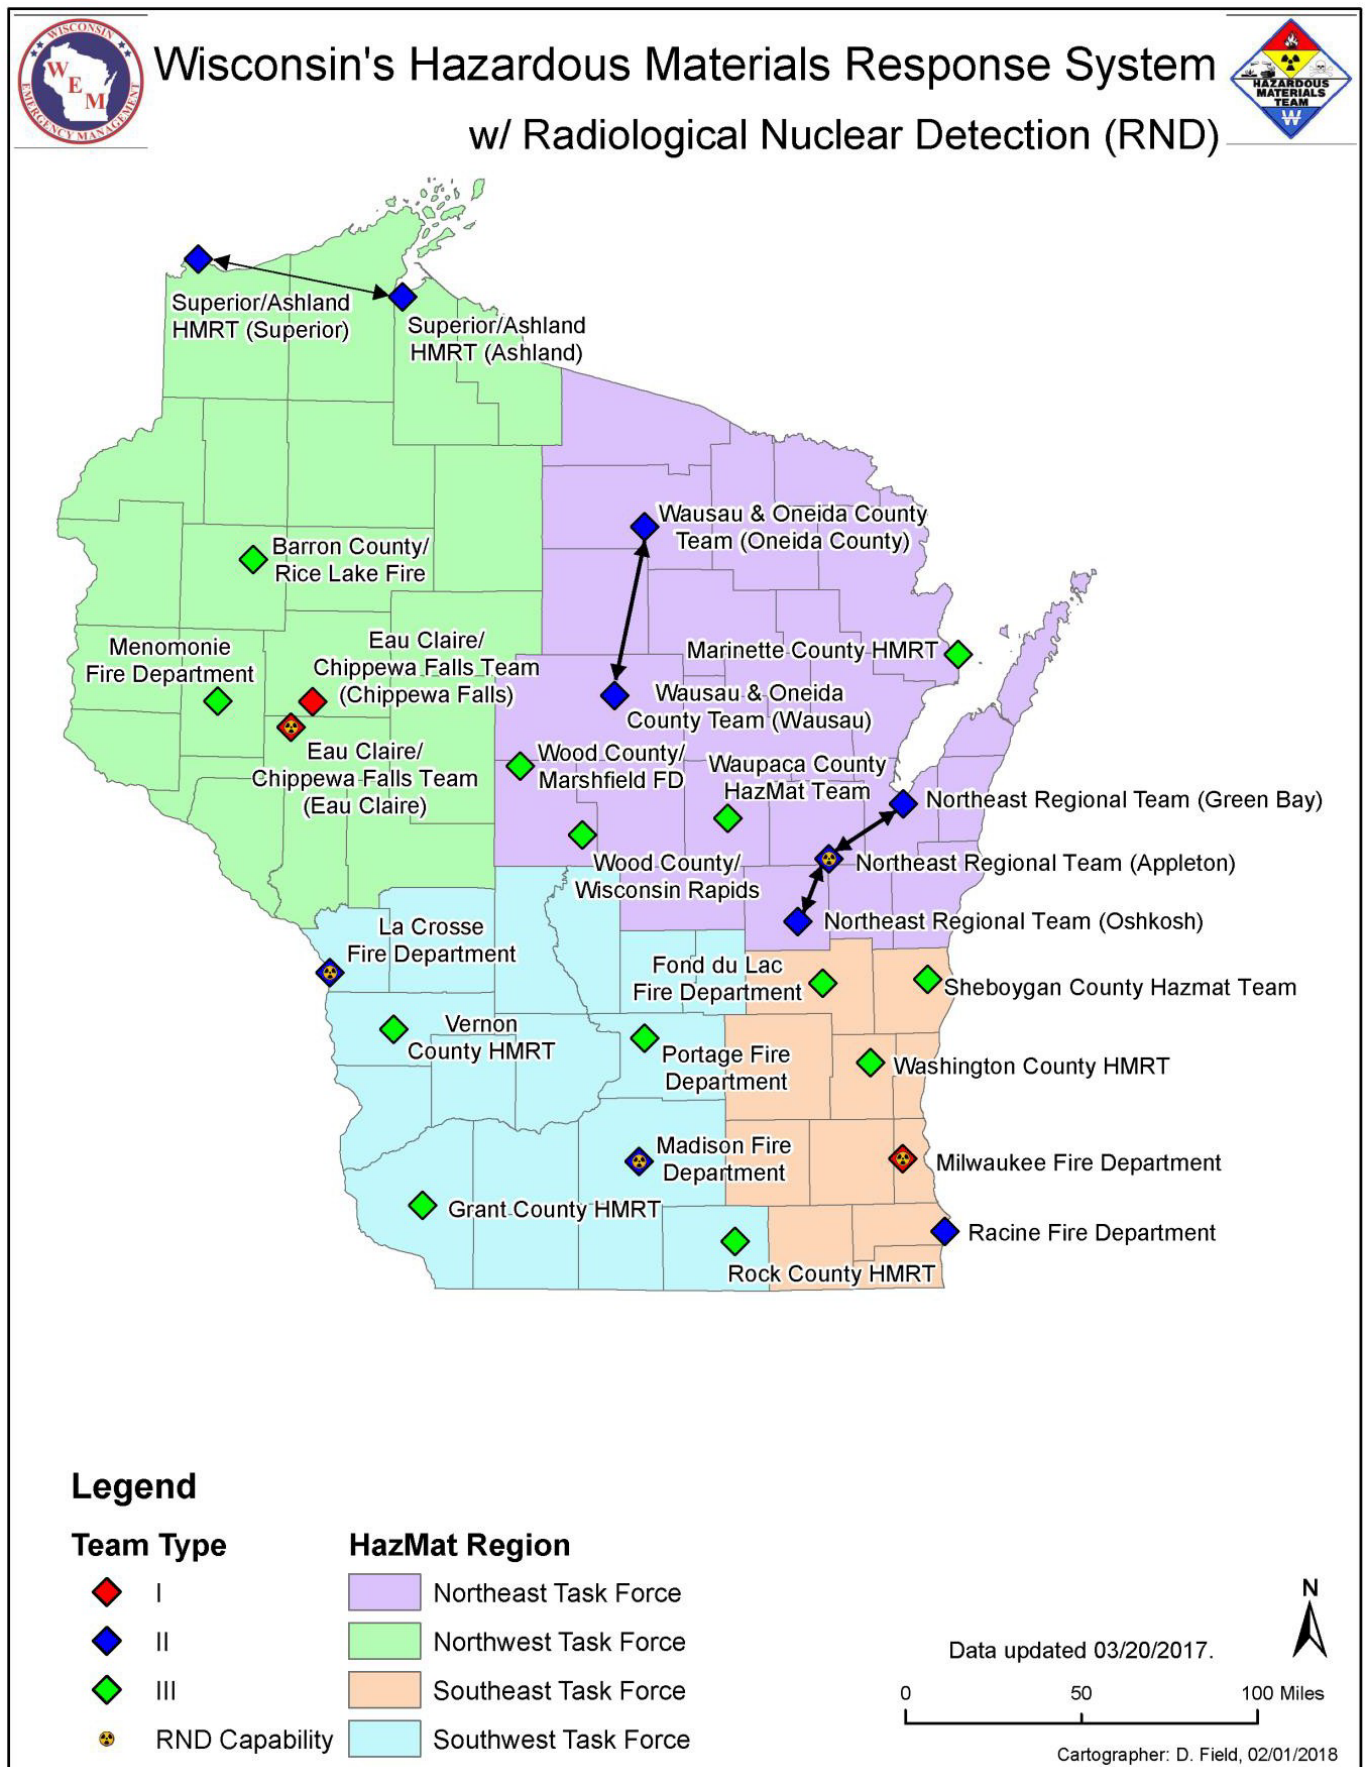 WISCONSIN
W
E
M
EMERGENCY MANAGEMENT
Wisconsin's Hazardous Materials Response System
w/ Radiological Nuclear Detection (RND)
HAZARDOUS
MATERIALS
TEAM
W
Superior/Ashland
HMRT (Superior)
Superior/Ashland
HMRT (Ashland)
Wausau & Oneida County
Team (Oneida County)
Barron County/
Rice Lake Fire
Menomonie
Fire Department
Eau Claire/
Chippewa Falls Team
(Chippewa Falls)
Marinette County HMRT
Wausau & Oneida
County Team (Wausau)
Eau Claire/
Chippewa Falls Team
(Eau Claire)
Wood County/
Marshfield FD
Waupaca County
HazMat Team
Northeast Regional Team (Green Bay)
Wood County/
Wisconsin Rapids
Northeast Regional Team (Appleton)
Northeast Regional Team (Oshkosh)
La Crosse
Fire Department
Fond du Lac
Fire Department
Sheboygan County Hazmat Team
Vernon
County HMRT
Portage Fire
Department
Washington County HMRT
Madison Fire
Department
Milwaukee Fire Department
Grant County HMRT
Racine Fire Department
Rock County HMRT
Legend
Team Type
I
II
III
RND Capability
HazMat Region
Northeast Task Force
Northwest Task Force
Southeast Task Force
Southwest Task Force
Data updated 03/20/2017.
N
0 50 100 Miles
Cartographer: D. Field, 02/01/2018